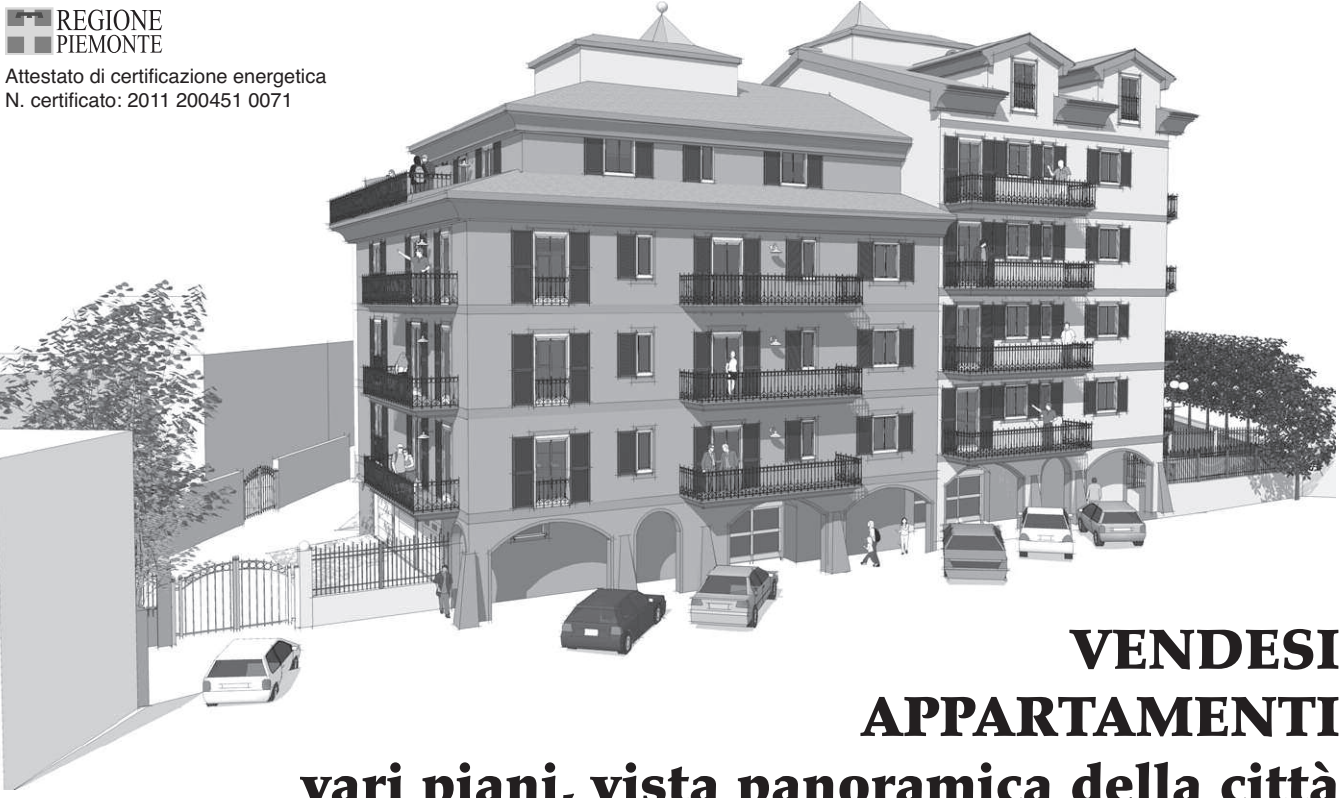 REGIONE
PIEMONTE
Attestato di certificazione energetica
N. certificato: 2011 200451 0071
VENDESI
APPARTAMENTI
vari piani, vista panoramica della città